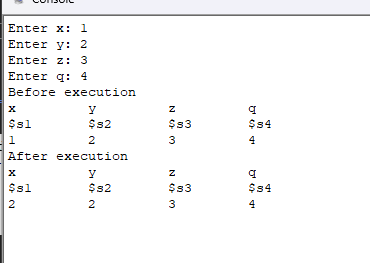 Console
Enter x: 1
Enter y: 2
Enter z: 3
Enter q: 4
Before execution
x y z q
$s1 $s2 $s3 $s4
1 2 3 4
After execution
x y z q
$s1 $s2 $s3 $s4
2 2 3 4